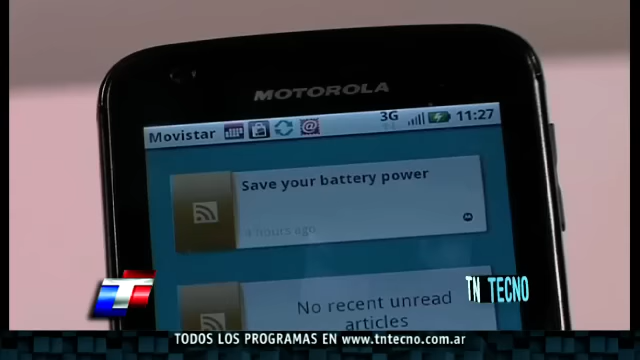 MOTOROLA
Movistar 3G 11:27
Save your battery power
hours ago
No recent unread
articles
TN TECNO
TODOS LOS PROGRAMAS EN www.tntecno.com.ar